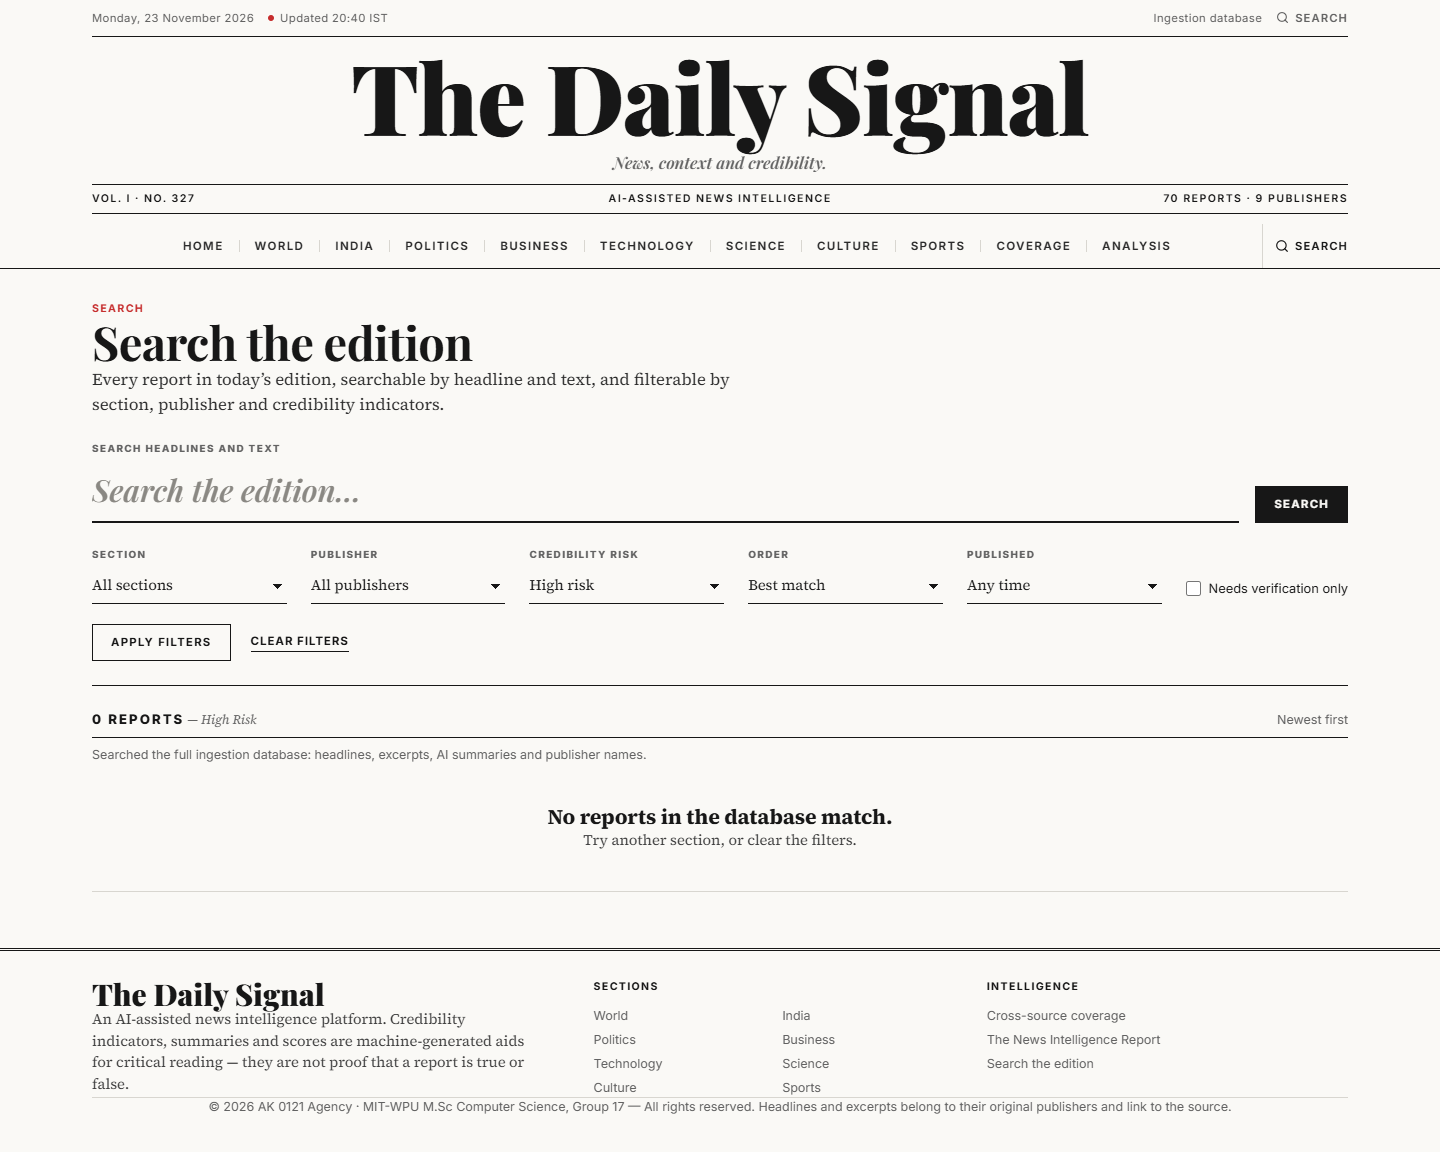 Monday, 23 November 2026 Updated 20:40 IST Ingestion database SEARCH
The Daily Signal
News, context and credibility.
VOL. I · NO. 327 AI-ASSISTED NEWS INTELLIGENCE 70 REPORTS · 9 PUBLISHERS
HOME WORLD INDIA POLITICS BUSINESS TECHNOLOGY SCIENCE CULTURE SPORTS COVERAGE ANALYSIS SEARCH
SEARCH
Search the edition
Every report in today’s edition, searchable by headline and text, and filterable by
section, publisher and credibility indicators.
SEARCH HEADLINES AND TEXT
Search the edition... SEARCH
SECTION PUBLISHER CREDIBILITY RISK ORDER PUBLISHED
All sections All publishers High risk Best match Any time Needs verification only
APPLY FILTERS CLEAR FILTERS
0 REPORTS — High Risk Newest first
Searched the full ingestion database: headlines, excerpts, AI summaries and publisher names.
No reports in the database match.
Try another section, or clear the filters.
The Daily Signal
An AI-assisted news intelligence platform. Credibility
indicators, summaries and scores are machine-generated aids
for critical reading — they are not proof that a report is true or
false.
SECTIONS
World India
Politics Business
Technology Science
Culture Sports
INTELLIGENCE
Cross-source coverage
The News Intelligence Report
Search the edition
© 2026 AK 0121 Agency · MIT-WPU M.Sc Computer Science, Group 17 — All rights reserved. Headlines and excerpts belong to their original publishers and link to the source.